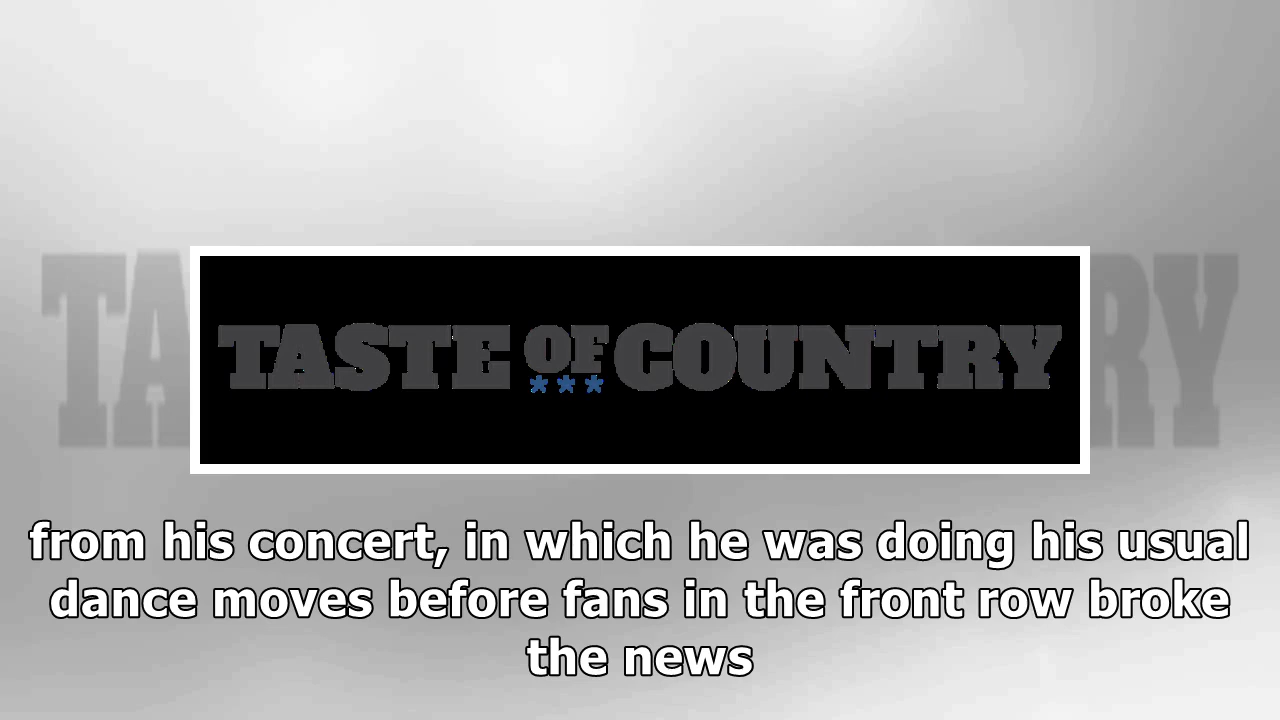 TASTE OF COUNTRY
from his concert, in which he was doing his usual
dance moves before fans in the front row broke
the news